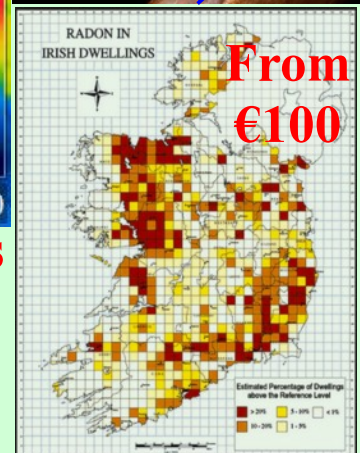 RADON IN
IRISH DWELLINGS
From
€100
S
Estimated Percentage of Dwellings
above the Reference Level
> 20% 5 - 10% < 1%
10 - 20% 1 - 5%